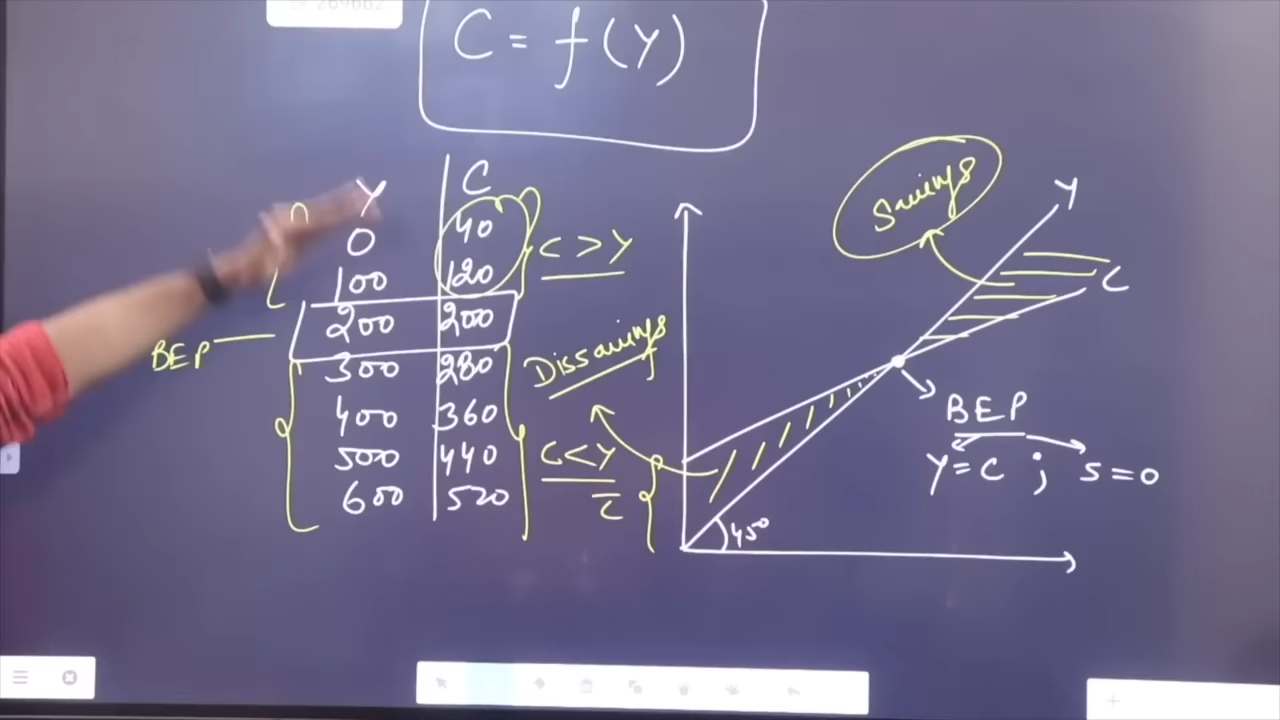 269662
C = f(Y)
Y C
0 40
100 120
200 200
300 280
400 360
500 440
600 520
BEP
C > Y
C < Y
C̅
Dissavings
Savings
Y
C
BEP
Y = C ; S = 0
45°